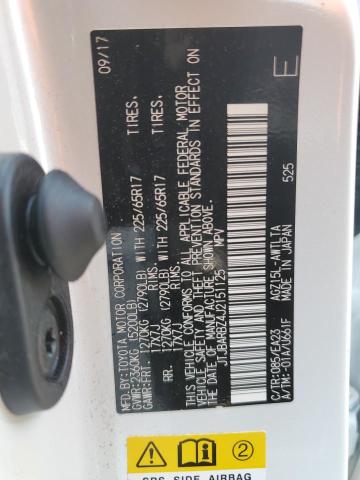 09/17
MFD. BY: TOYOTA MOTOR CORPORATION
GVWR: 2360KG (5200LB)
GAWR: FRT. 1270KG (2790LB) WITH 225/65R17 TIRES,
17X7J RIMS,
RR. 1270KG (2790LB) WITH 225/65R17 TIRES,
17X7J RIMS,
THIS VEHICLE CONFORMS TO ALL APPLICABLE FEDERAL MOTOR
VEHICLE SAFETY AND THEFT PREVENTION STANDARDS IN EFFECT ON
THE DATE OF MANUFACTURE SHOWN ABOVE.
JTJBARBZ4J2151125 MPV
E
C/TR: 085/EA23 AGZ15L-AWTLTA
A/TM: -01A/U661F MADE IN JAPAN
525
2
SRS SIDE AIRBAG